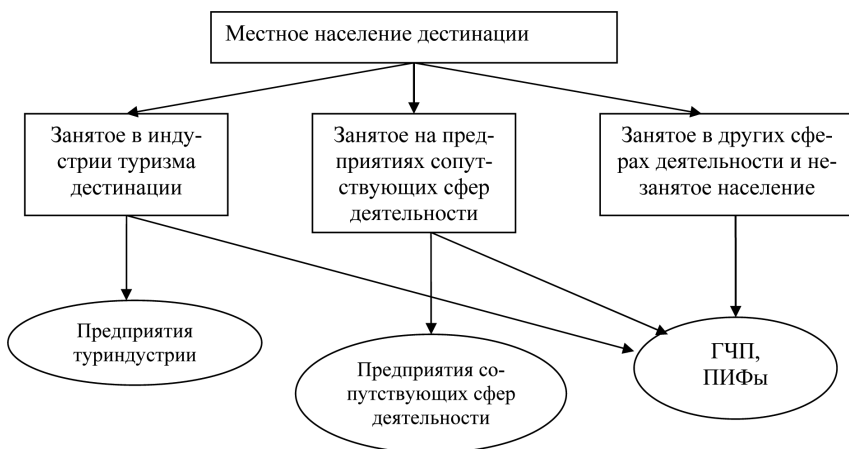 Местное население дестинации
Занятое в инду-
стрии туризма
дестинации
Занятое на пред-
приятиях сопут-
ствующих сфер
деятельности
Занятое в других сфе-
рах деятельности и не-
занятое население
Предприятия
туриндустрии
Предприятия со-
путствующих сфер
деятельности
ГЧП,
ПИФы